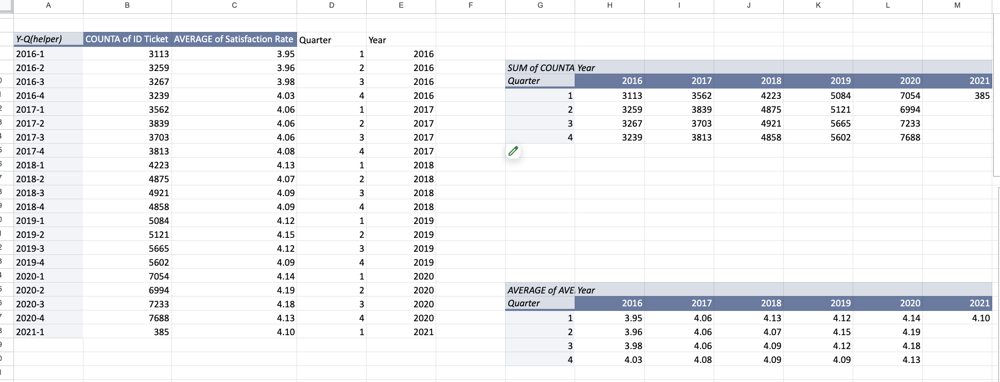 A B C D E F G H I J K L M
Y-Q(helper) COUNTA of ID Ticket AVERAGE of Satisfaction Rate Quarter Year
2016-1 3113 3.95 1 2016
2016-2 3259 3.96 2 2016 SUM of COUNTA Year
2016-3 3267 3.98 3 2016 Quarter 2016 2017 2018 2019 2020 2021
2016-4 3239 4.03 4 2016 1 3113 3562 4223 5084 7054 385
2017-1 3562 4.06 1 2017 2 3259 3839 4875 5121 6994
2017-2 3839 4.06 2 2017 3 3267 3703 4921 5665 7233
2017-3 3703 4.06 3 2017 4 3239 3813 4858 5602 7688
2017-4 3813 4.08 4 2017
2018-1 4223 4.13 1 2018
2018-2 4875 4.07 2 2018
2018-3 4921 4.09 3 2018
2018-4 4858 4.09 4 2018
2019-1 5084 4.12 1 2019
2019-2 5121 4.15 2 2019
2019-3 5665 4.12 3 2019
2019-4 5602 4.09 4 2019
2020-1 7054 4.14 1 2020
2020-2 6994 4.19 2 2020 AVERAGE of AVE Year
2020-3 7233 4.18 3 2020 Quarter 2016 2017 2018 2019 2020 2021
2020-4 7688 4.13 4 2020 1 3.95 4.06 4.13 4.12 4.14 4.10
2021-1 385 4.10 1 2021 2 3.96 4.06 4.07 4.15 4.19
3 3.98 4.06 4.09 4.12 4.18
4 4.03 4.08 4.09 4.09 4.13